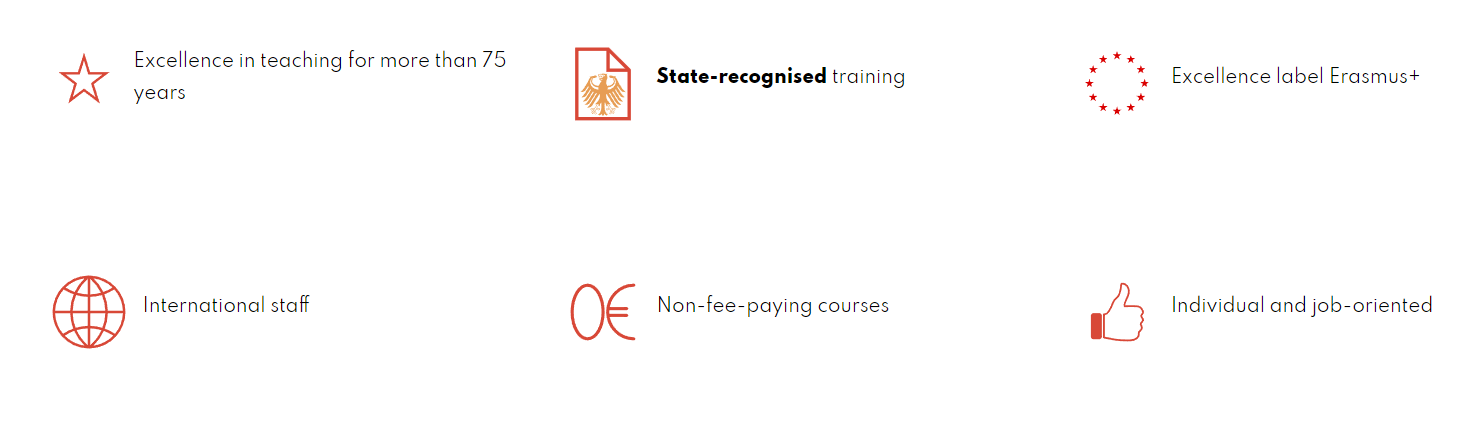 Excellence in teaching for more than 75
years
State-recognised training
Excellence label Erasmus+
International staff
0€
Non-fee-paying courses
Individual and job-oriented